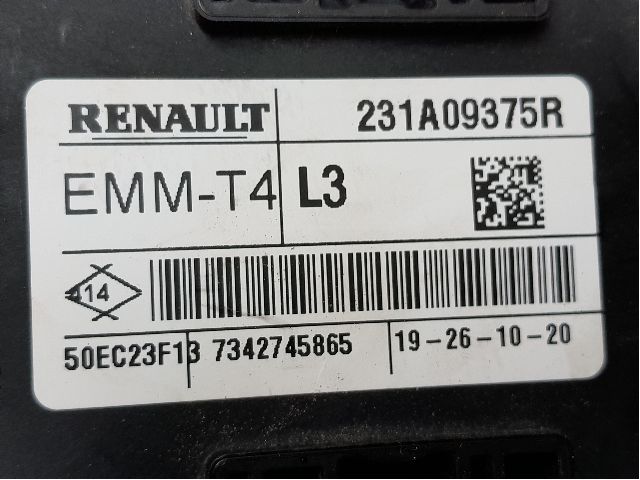 RENAULT 231A09375R
EMM-T4 L3
414
50EC23F13 7342745865 19-26-10-20